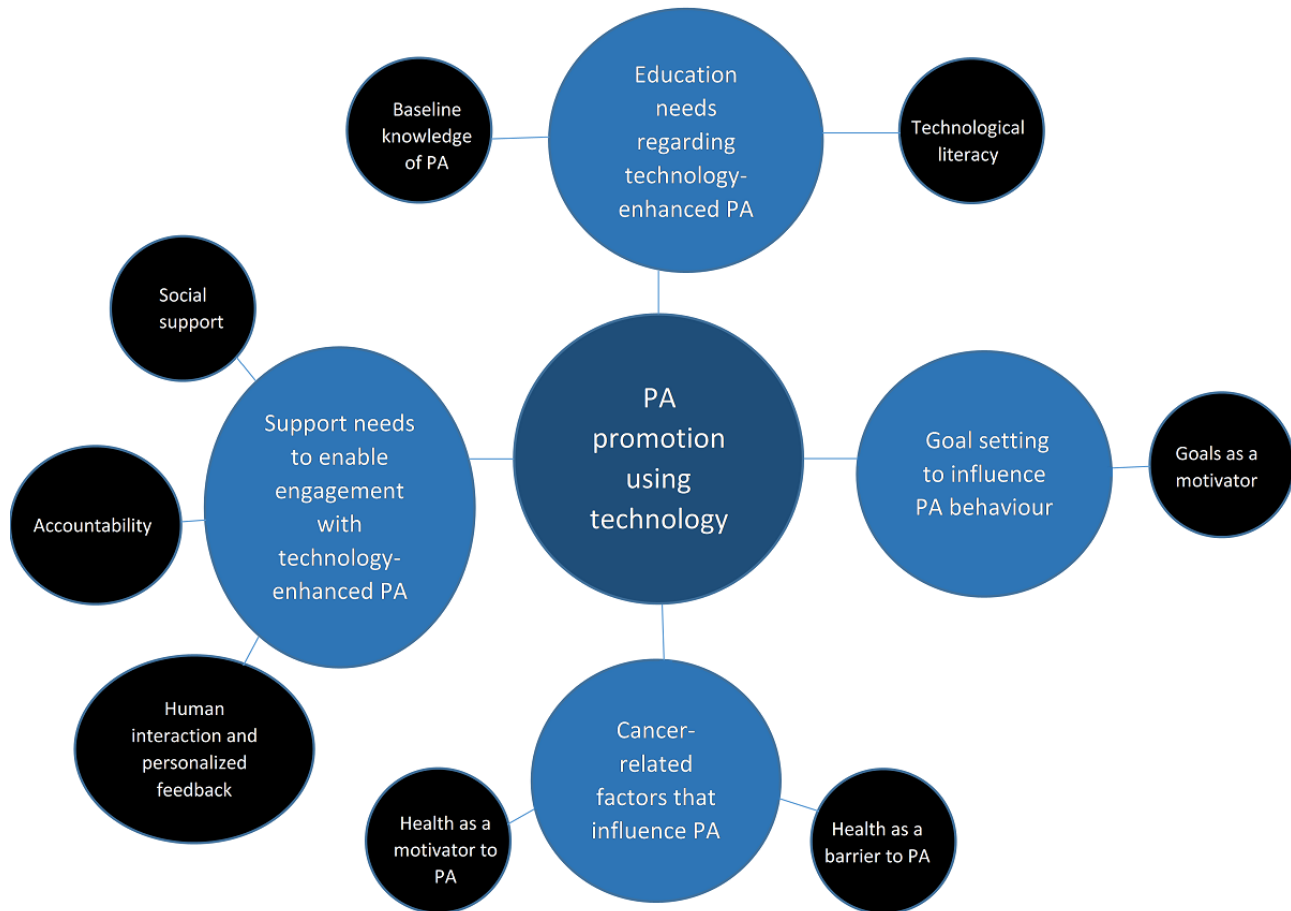 Education
needs
regarding
technology-
enhanced PA
Baseline
knowledge
of PA
Technological
literacy
Social
support
Support needs
to enable
engagement
with
technology-
enhanced PA
PA
promotion
using
technology
Goal setting
to influence
PA behaviour
Goals as a
motivator
Accountability
Human
interaction and
personalized
feedback
Cancer-
related
factors that
influence PA
Health as a
motivator to
PA
Health as a
barrier to PA